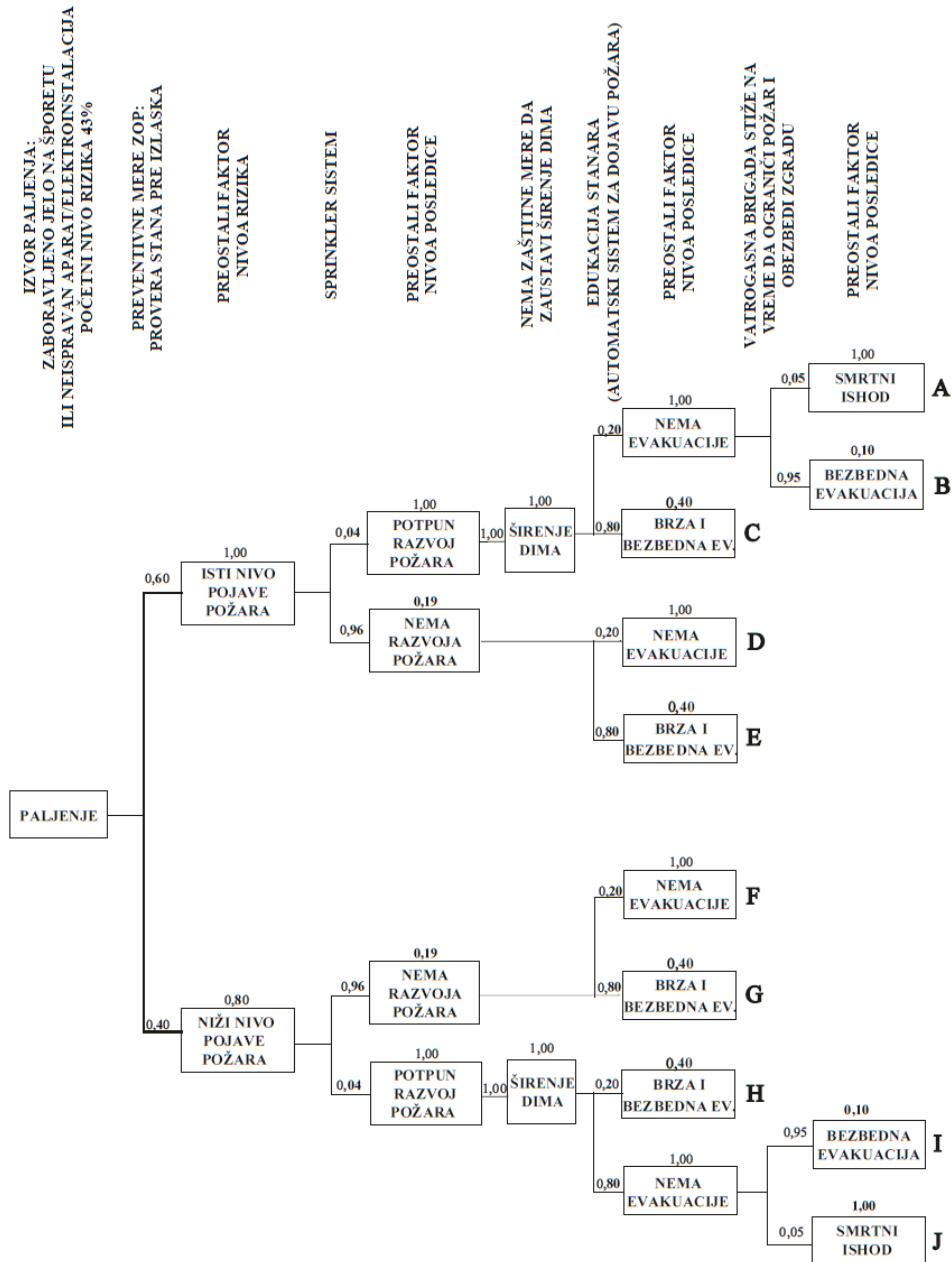 IZVOR PALJENJA:
ZABORAVLJENO JELO NA ŠPORETU
ILI NEISPRAVAN APARAT/ELEKTROINSTALACIJA
POČETNI NIVO RIZIKA 43%
PREVENTIVNE MERE ZOP:
PROVERA STANA PRE IZLASKA
PREOSTALI FAKTOR
NIVOA RIZIKA
SPRINKLER SISTEM
PREOSTALI FAKTOR
NIVOA POSLEDICE
NEMA ZAŠTITNE MERE DA
ZAUSTAVI ŠIRENJE DIMA
EDUKACIJA STANARA
(AUTOMATSKI SISTEM ZA DOJAVU POŽARA)
PREOSTALI FAKTOR
NIVOA POSLEDICE
VATROGASNA BRIGADA STIŽE NA
VREME DA OGRANIČI POŽAR I
OBEZBEDI ZGRADU
PREOSTALI FAKTOR
NIVOA POSLEDICE
1,00
0,05
SMRTNI
ISHOD
A
1,00
0,20
NEMA
EVAKUACIJE
0,10
0,95
BEZBEDNA
EVAKUACIJA
B
1,00
0,04
POTPUN
RAZVOJ
POŽARA
1,00
1,00
ŠIRENJE
DIMA
0,40
0,80
BRZA I
BEZBEDNA EV.
C
1,00
0,60
ISTI NIVO
POJAVE
POŽARA
0,19
0,96
NEMA
RAZVOJA
POŽARA
1,00
0,20
NEMA
EVAKUACIJE
D
0,40
0,80
BRZA I
BEZBEDNA EV.
E
PALJENJE
1,00
0,20
NEMA
EVAKUACIJE
F
0,19
0,96
NEMA
RAZVOJA
POŽARA
0,40
0,80
BRZA I
BEZBEDNA EV.
G
0,80
0,40
NIŽI NIVO
POJAVE
POŽARA
1,00
0,04
POTPUN
RAZVOJ
POŽARA
1,00
1,00
ŠIRENJE
DIMA
0,40
0,20
BRZA I
BEZBEDNA EV.
H
0,10
0,95
BEZBEDNA
EVAKUACIJA
I
1,00
0,80
NEMA
EVAKUACIJE
1,00
0,05
SMRTNI
ISHOD
J